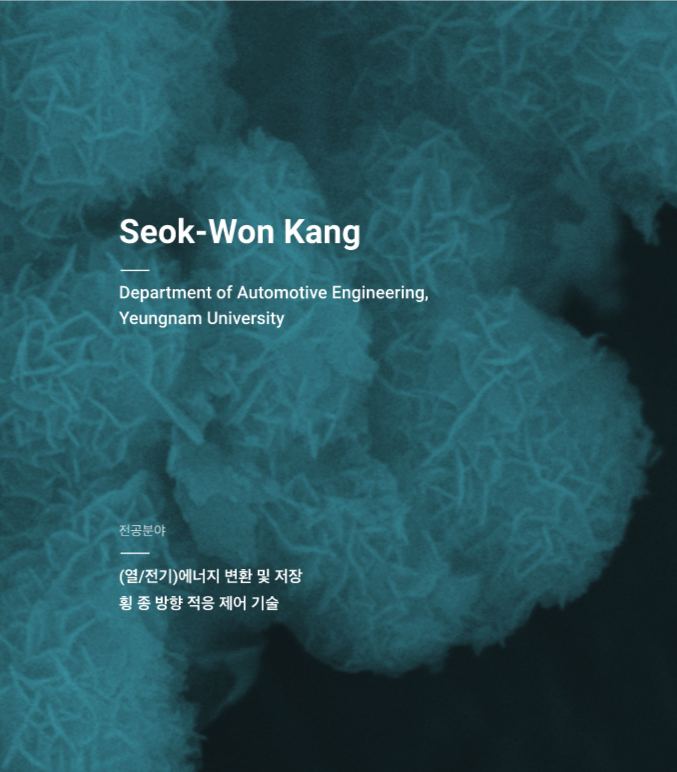 Seok-Won Kang
Department of Automotive Engineering,
Yeungnam University
전공분야
(열/전기)에너지 변환 및 저장
횡 종 방향 적응 제어 기술